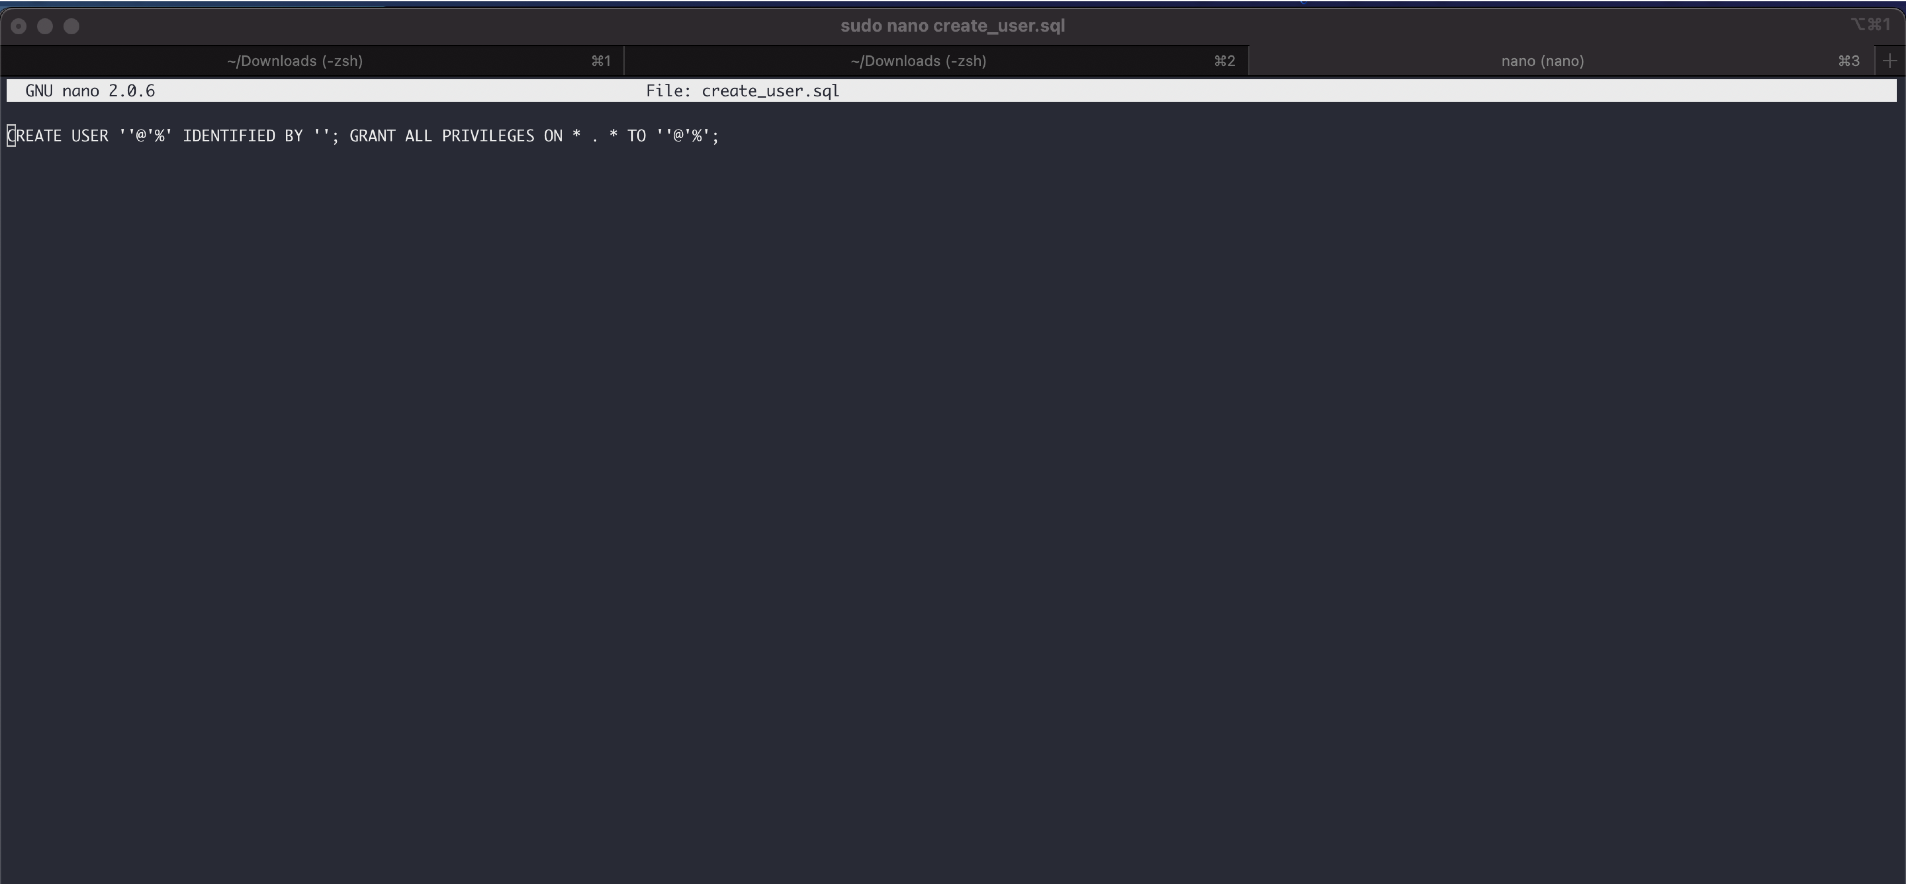 sudo nano create_user.sql
⌥⌘1
~/Downloads (-zsh) ⌘1 ~/Downloads (-zsh) ⌘2 nano (nano) ⌘3 +
GNU nano 2.0.6 File: create_user.sql
CREATE USER ''@'%' IDENTIFIED BY ''; GRANT ALL PRIVILEGES ON * . * TO ''@'%';